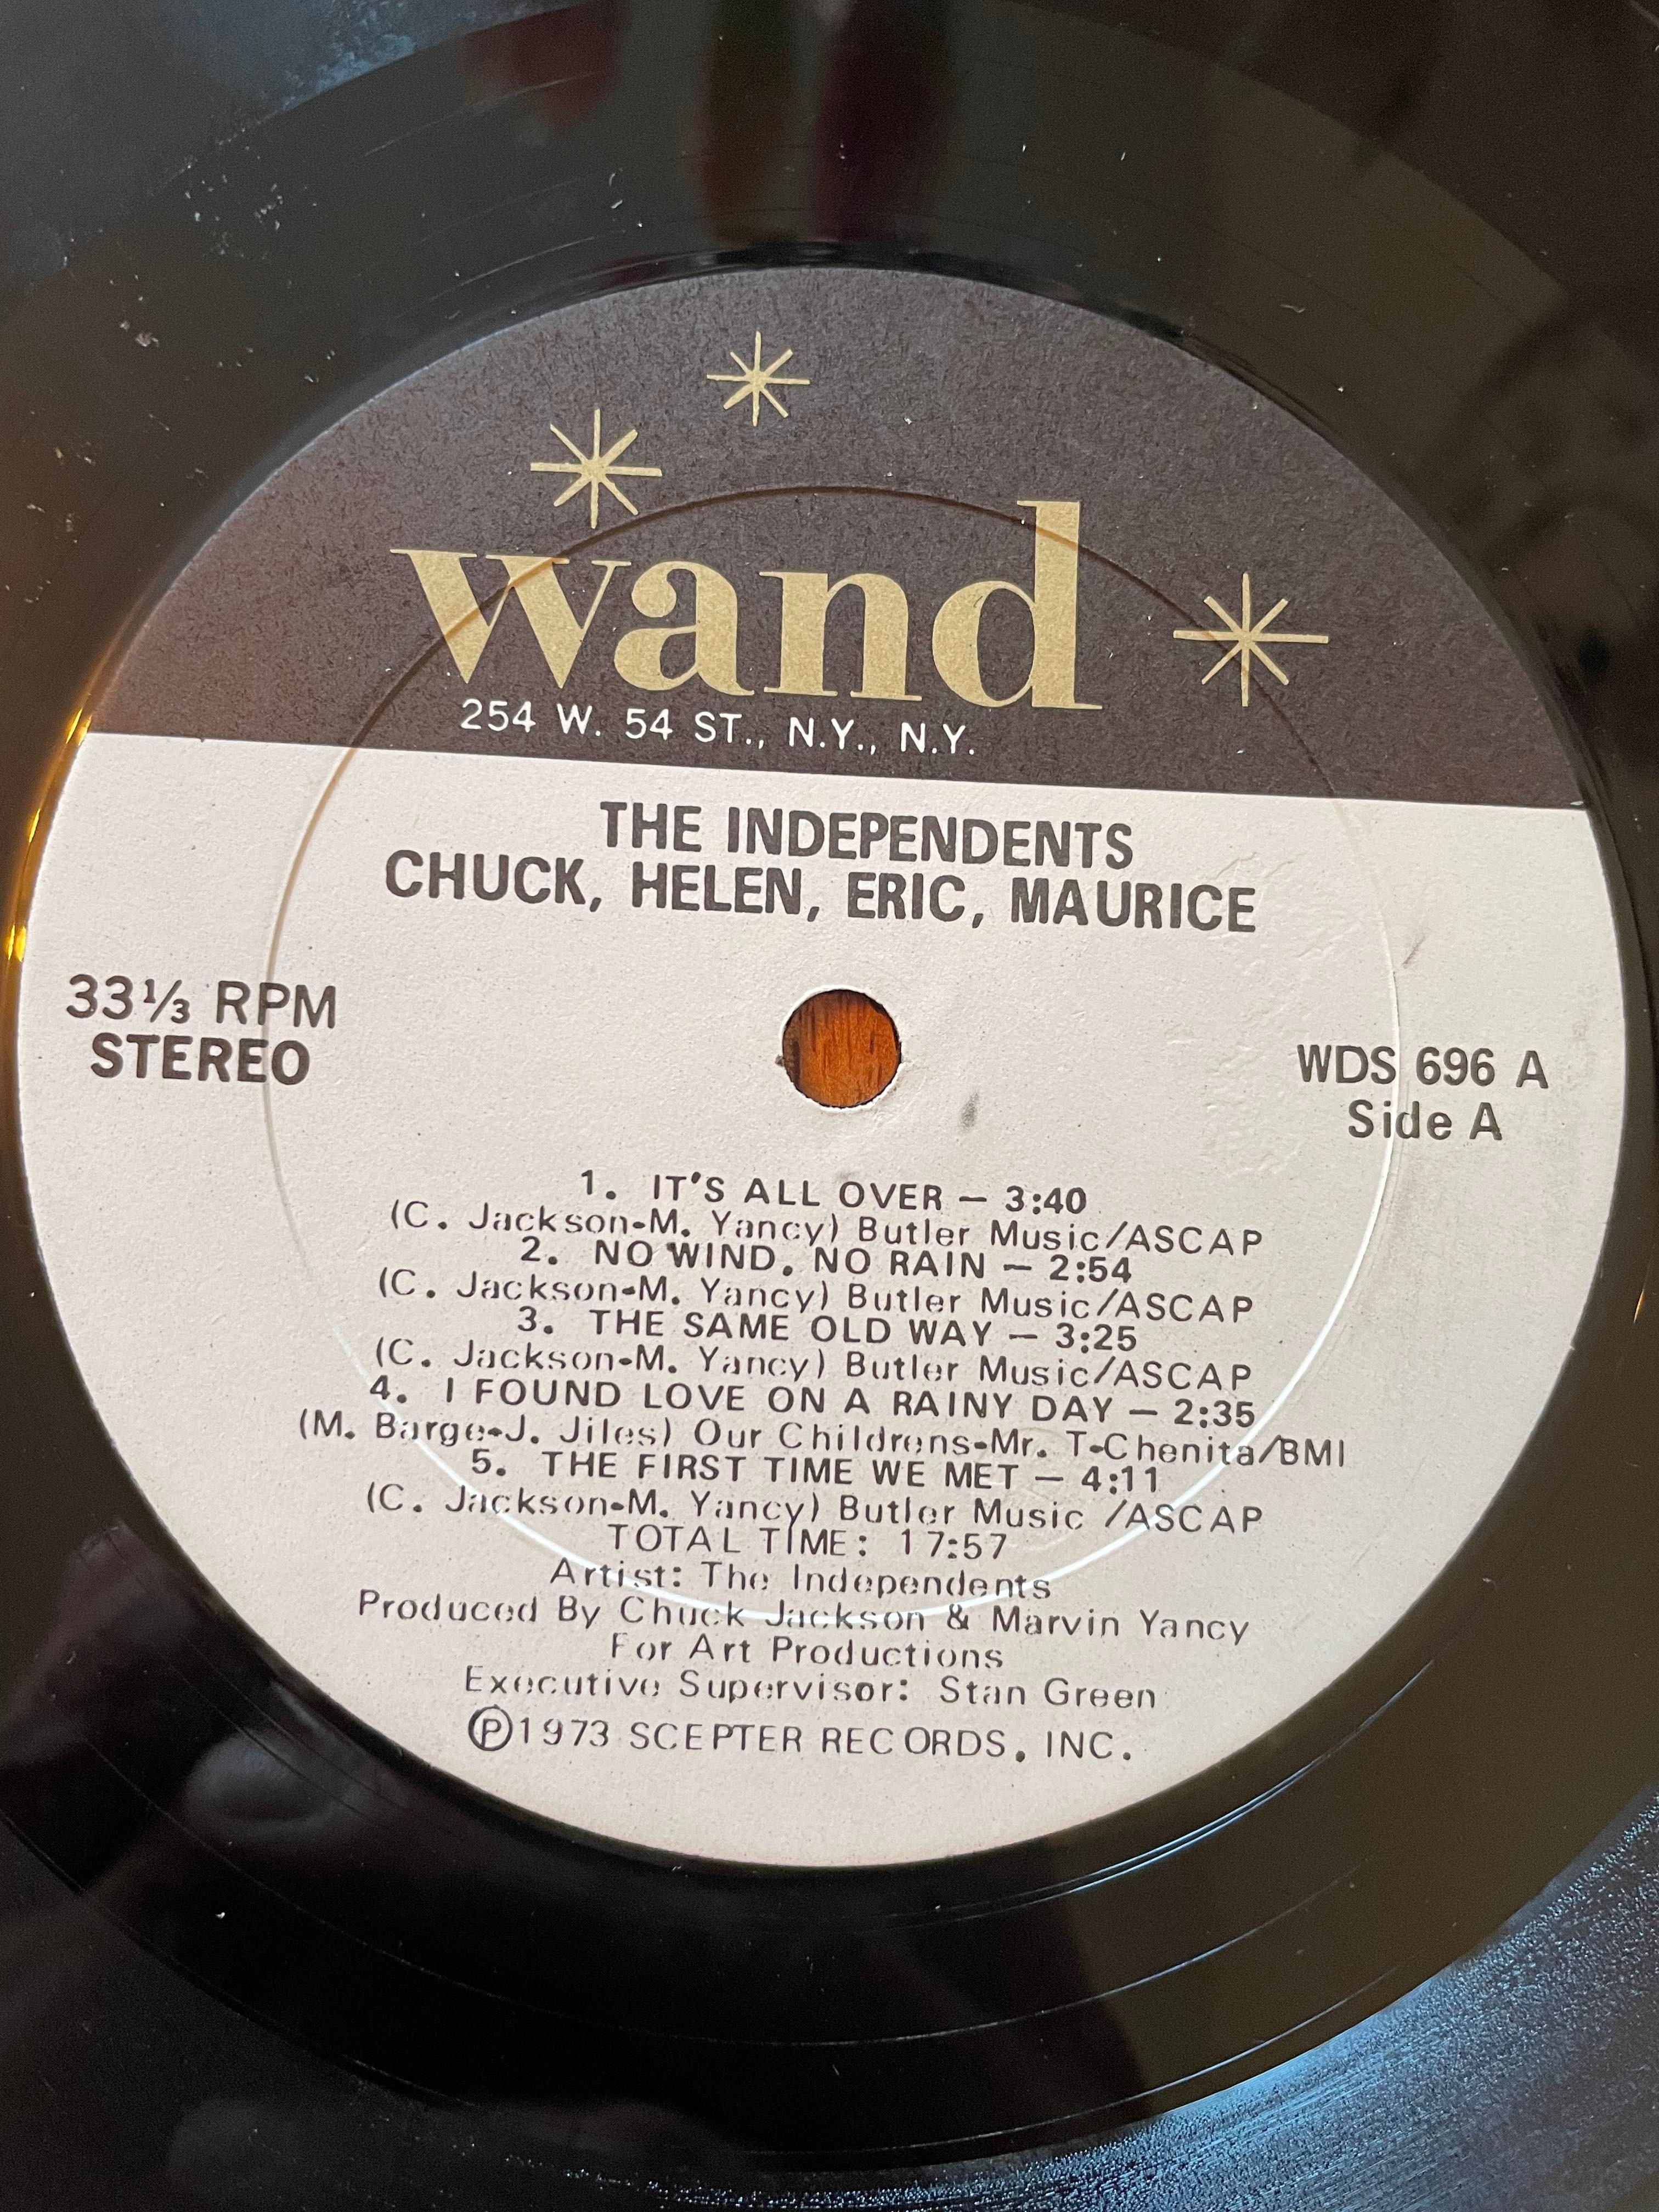 wand
254 W. 54 ST., N.Y., N.Y.
THE INDEPENDENTS
CHUCK, HELEN, ERIC, MAURICE
33⅓ RPM
STEREO
WDS 696 A
Side A
1. IT'S ALL OVER — 3:40
(C. Jackson-M. Yancy) Butler Music/ASCAP
2. NO WIND. NO RAIN — 2:54
(C. Jackson-M. Yancy) Butler Music/ASCAP
3. THE SAME OLD WAY — 3:25
(C. Jackson-M. Yancy) Butler Music/ASCAP
4. I FOUND LOVE ON A RAINY DAY — 2:35
(M. Barge-J. Jiles) Our Childrens-Mr. T-Chenita/BMI
5. THE FIRST TIME WE MET — 4:11
(C. Jackson-M. Yancy) Butler Music /ASCAP
TOTAL TIME: 17:57
Artist: The Independents
Produced By Chuck Jackson & Marvin Yancy
For Art Productions
Executive Supervisor: Stan Green
℗1973 SCEPTER RECORDS, INC.